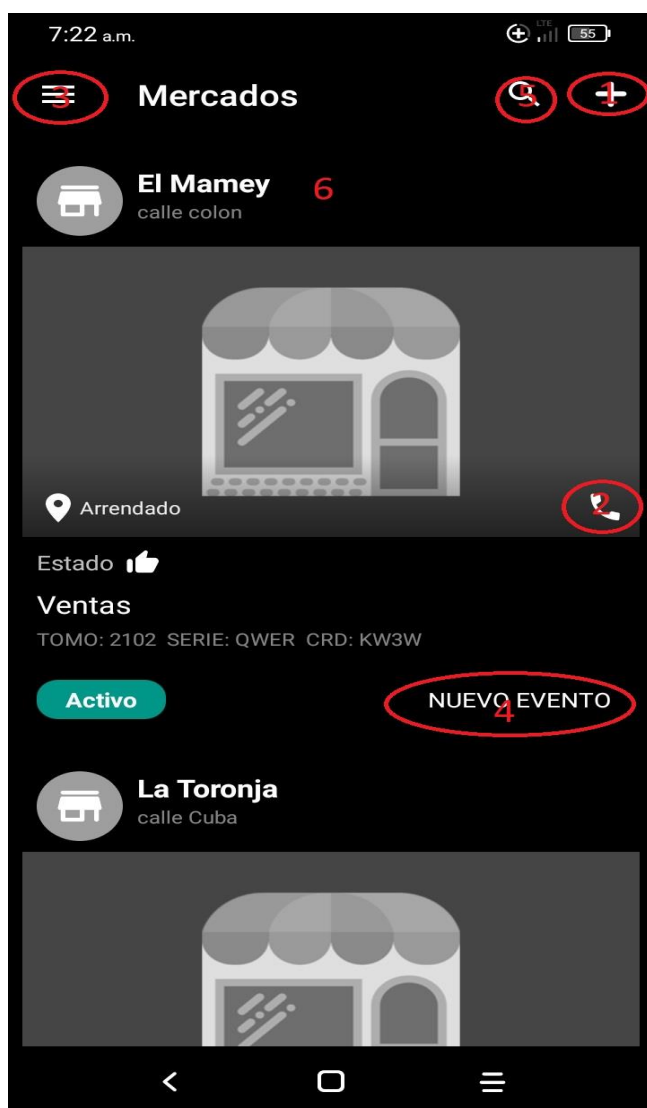 7:22 a.m.
LTE
55
3
Mercados
5
1
El Mamey
6
calle colon
Arrendado
2
Estado
Ventas
TOMO: 2102 SERIE: QWER CRD: KW3W
Activo
NUEVO EVENTO
4
La Toronja
calle Cuba